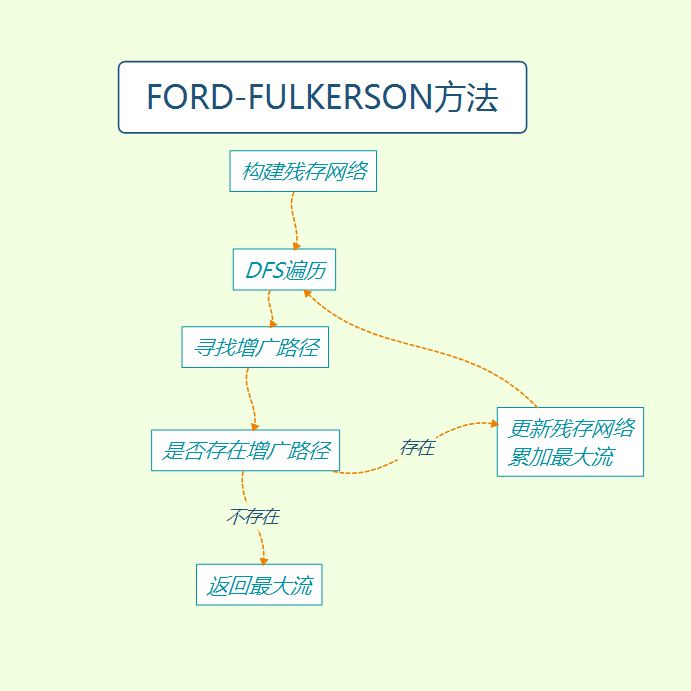 FORD-FULKERSON方法
构建残存网络
DFS遍历
寻找增广路径
是否存在增广路径
存在
更新残存网络
累加最大流
不存在
返回最大流